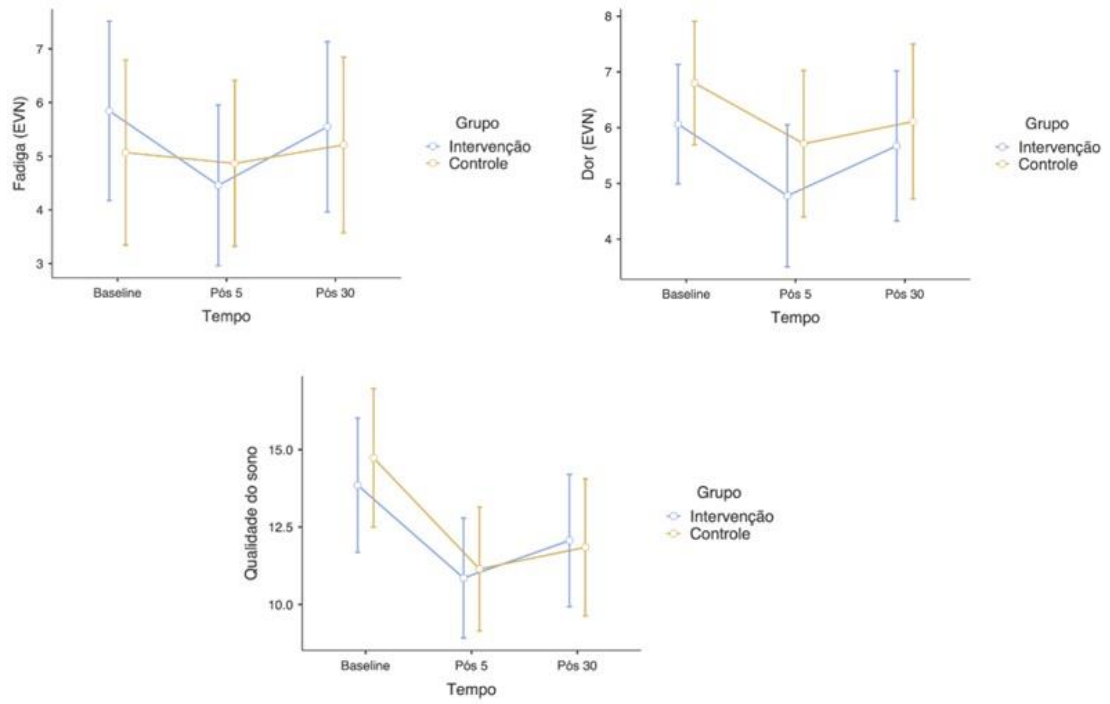 7
6
5
4
3
Fadiga (EVN)
Baseline
Pós 5
Pós 30
Tempo
Grupo
Intervenção
Controle
8
7
6
5
4
Dor (EVN)
Baseline
Pós 5
Pós 30
Tempo
Grupo
Intervenção
Controle
15.0
12.5
10.0
Qualidade do sono
Baseline
Pós 5
Pós 30
Tempo
Grupo
Intervenção
Controle